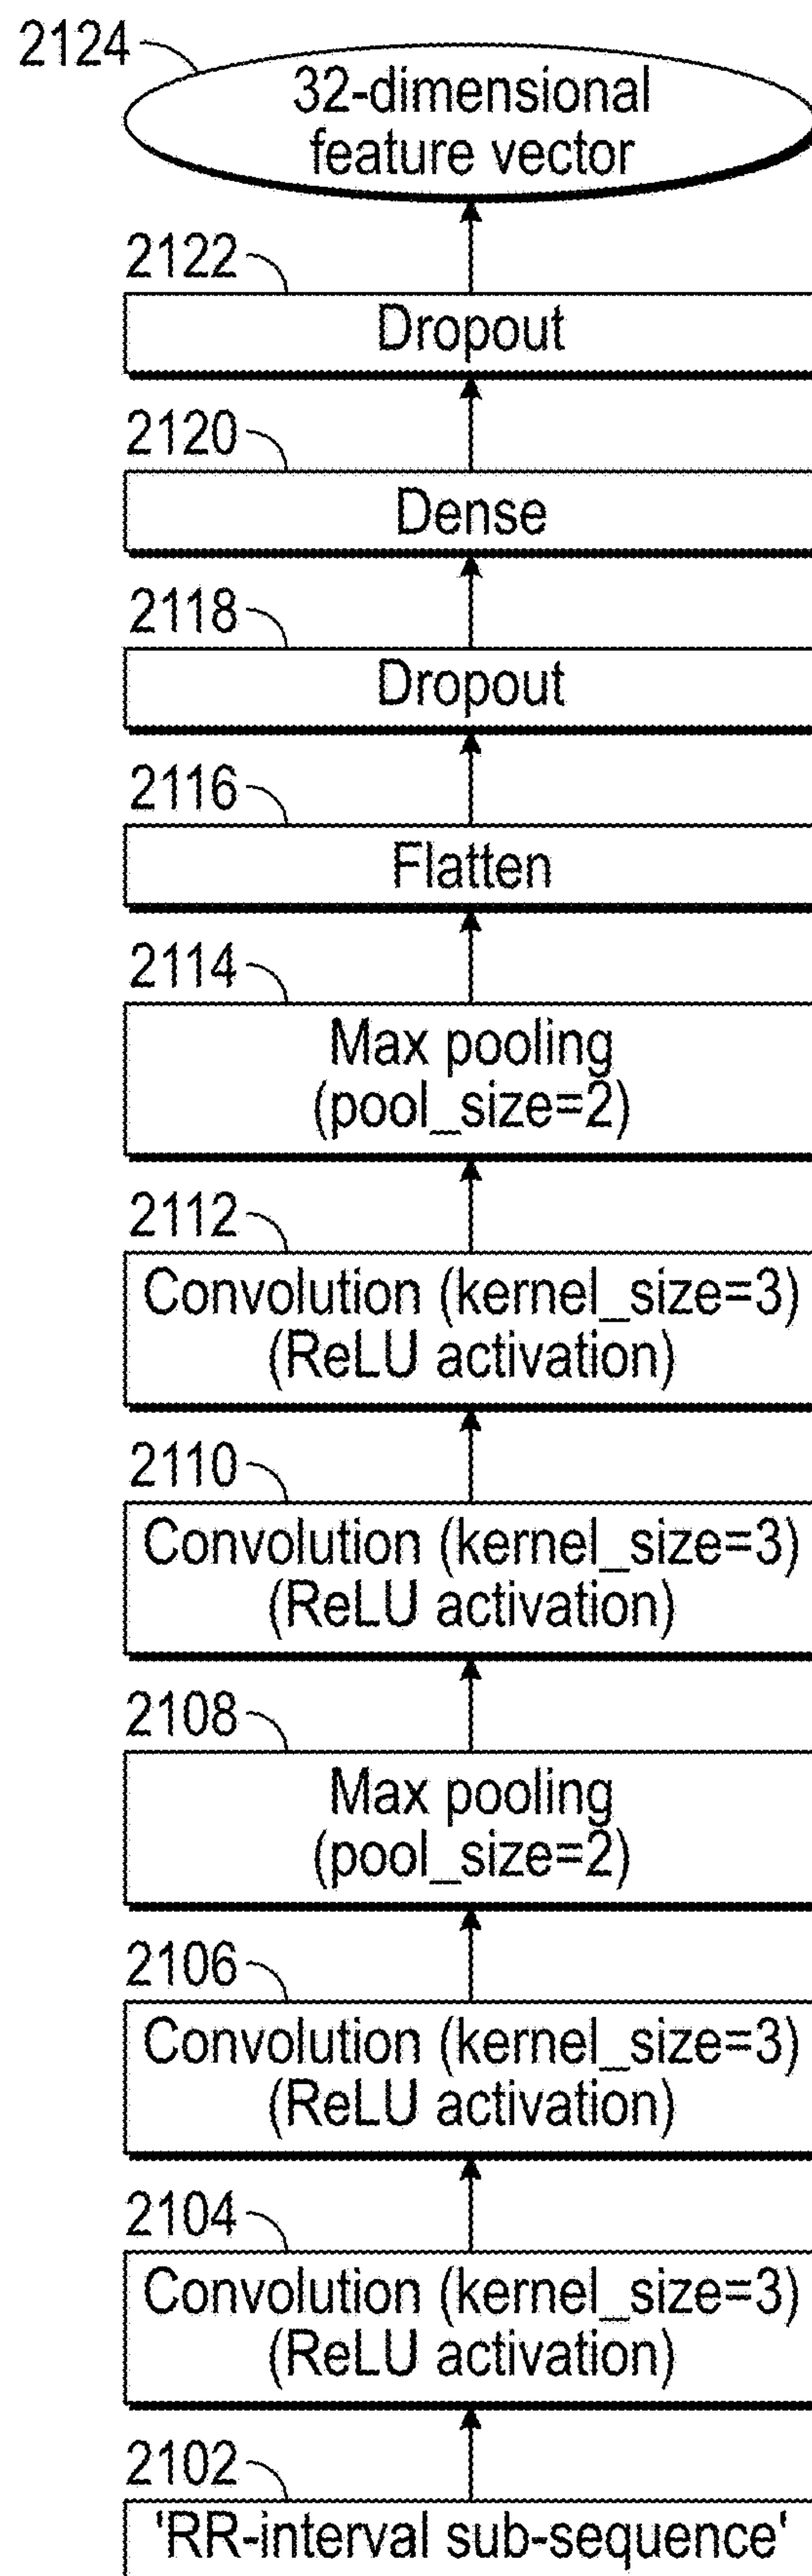 2124
32-dimensional
feature vector
2122
Dropout
2120
Dense
2118
Dropout
2116
Flatten
2114
Max pooling
(pool_size=2)
2112
Convolution (kernel_size=3)
(ReLU activation)
2110
Convolution (kernel_size=3)
(ReLU activation)
2108
Max pooling
(pool_size=2)
2106
Convolution (kernel_size=3)
(ReLU activation)
2104
Convolution (kernel_size=3)
(ReLU activation)
2102
'RR-interval sub-sequence'